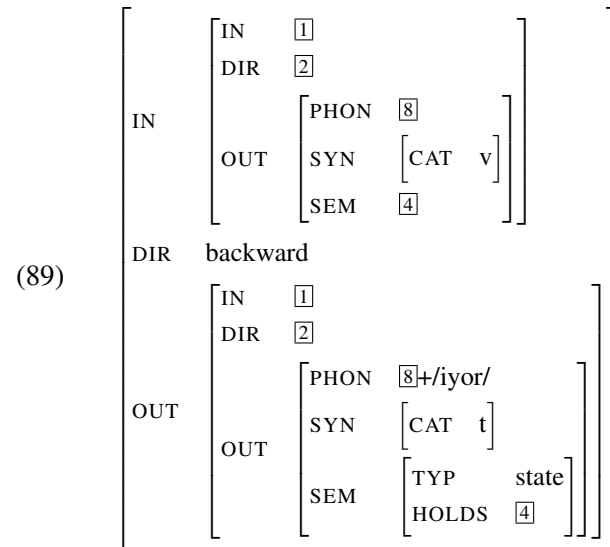 IN 1
DIR 2
PHON 8
IN
OUT SYN CAT v
SEM 4
(89) DIR backward
IN 1
DIR 2
PHON 8+/iyor/
OUT
SYN CAT t
OUT
SEM TYP state
HOLDS 4